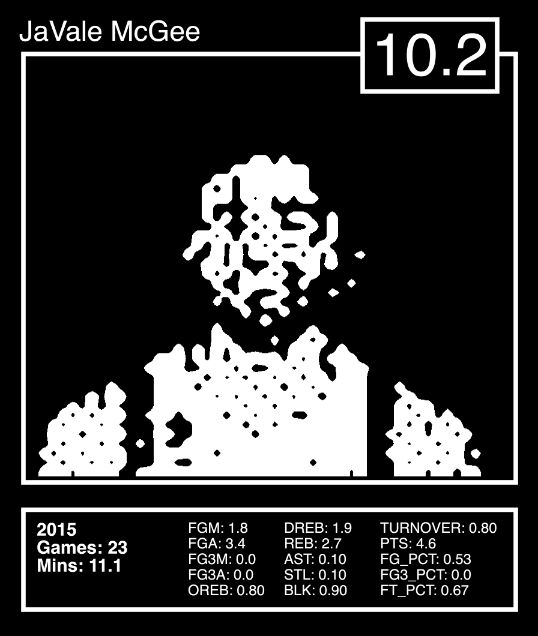 JaVale McGee
10.2
2015
Games: 23
Mins: 11.1
FGM: 1.8
FGA: 3.4
FG3M: 0.0
FG3A: 0.0
OREB: 0.80
DREB: 1.9
REB: 2.7
AST: 0.10
STL: 0.10
BLK: 0.90
TURNOVER: 0.80
PTS: 4.6
FG_PCT: 0.53
FG3_PCT: 0.0
FT_PCT: 0.67